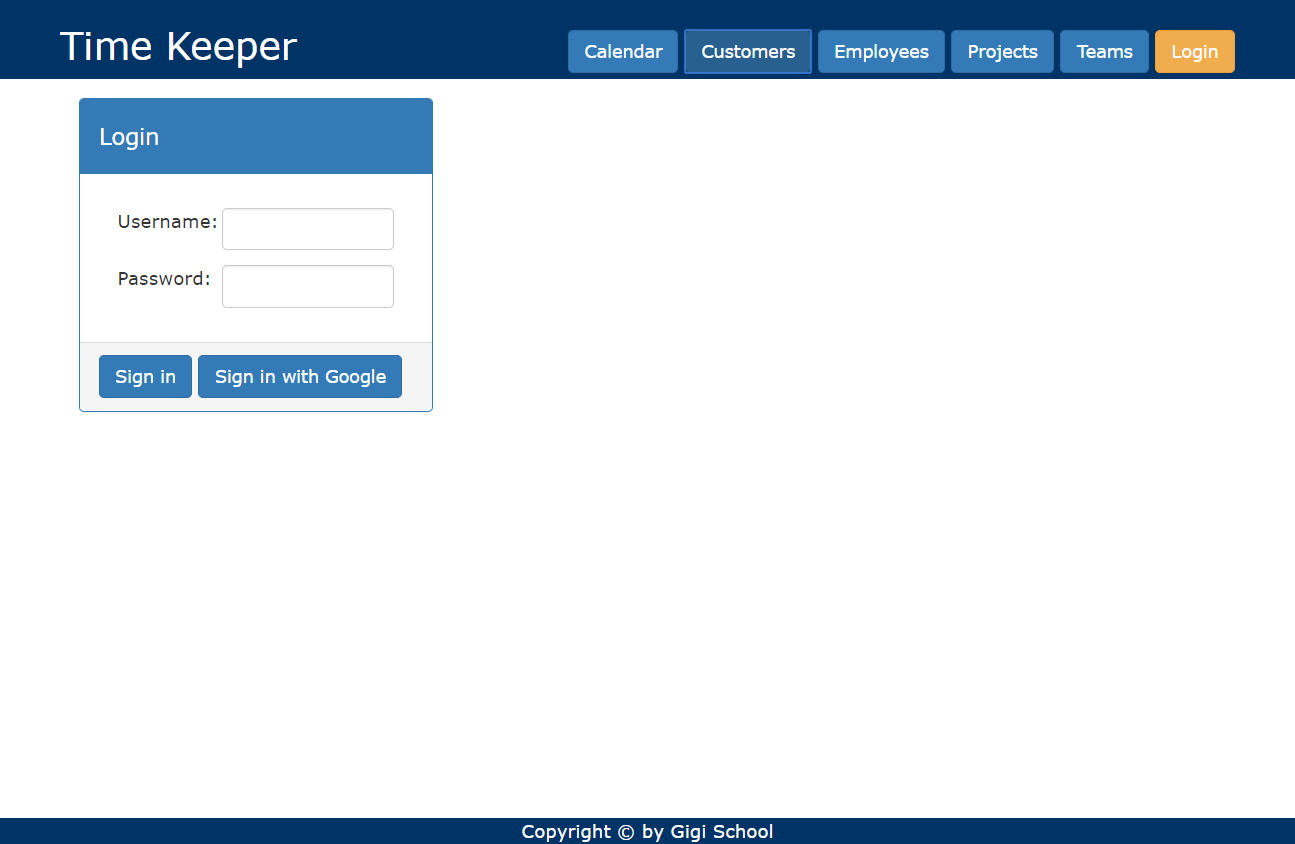 Time Keeper
Calendar Customers Employees Projects Teams Login
Login
Username:
Password:
Sign in Sign in with Google
Copyright © by Gigi School